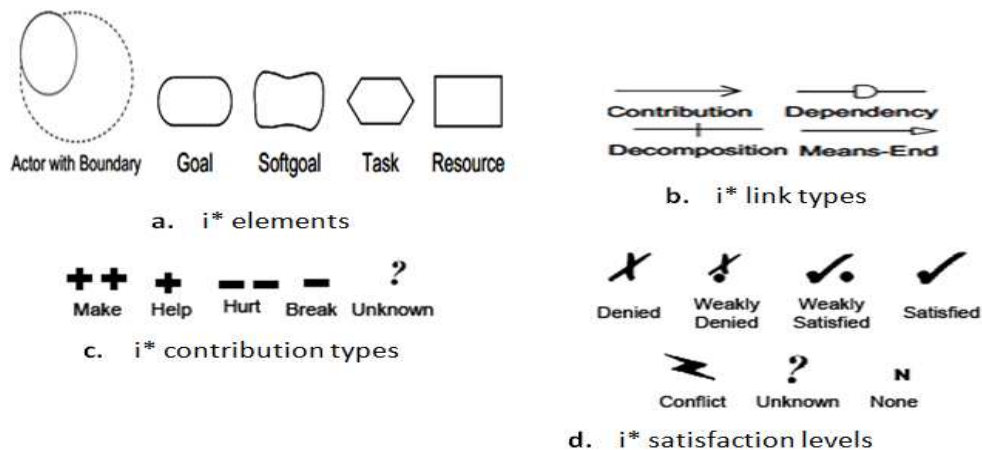 Actor with Boundary Goal Softgoal Task Resource
a. i* elements
Contribution Dependency
Decomposition Means-End
b. i* link types
++ + -- - ?
Make Help Hurt Break Unknown
c. i* contribution types
Denied Weakly Denied Weakly Satisfied Satisfied
? N
Conflict Unknown None
d. i* satisfaction levels